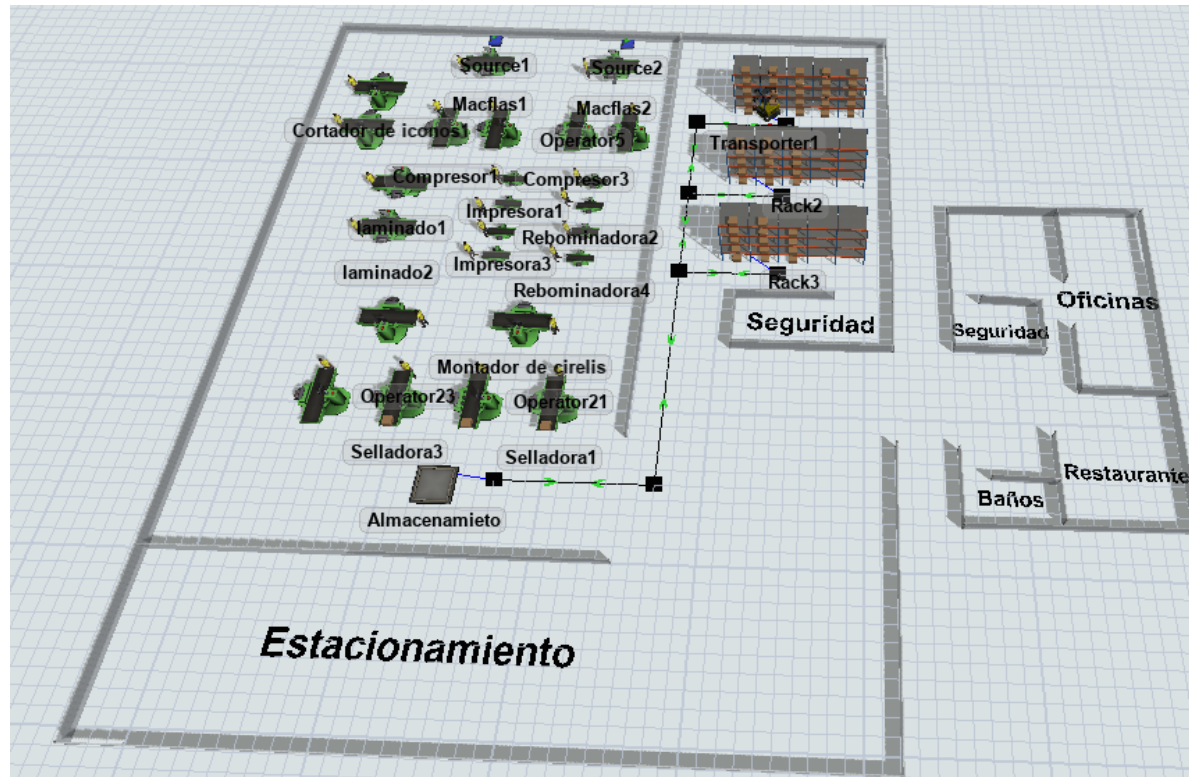 Source1
Source2
Macflas1
Macflas2
Cortador de iconos1
Operator5
Transporter1
Compresor1
Compresor3
Rack2
Impresora1
laminado1
Rebominadora2
Impresora3
laminado2
Rack3
Rebominadora4
Oficinas
Seguridad
Seguridad
Montador de cirelis
Operator23
Operator21
Selladora3
Selladora1
Restaurante
Baños
Almacenamieto
Estacionamiento